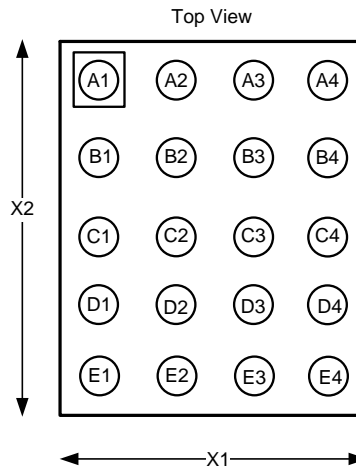 Top View
A1 A2 A3 A4
B1 B2 B3 B4
X2
C1 C2 C3 C4
D1 D2 D3 D4
E1 E2 E3 E4
X1